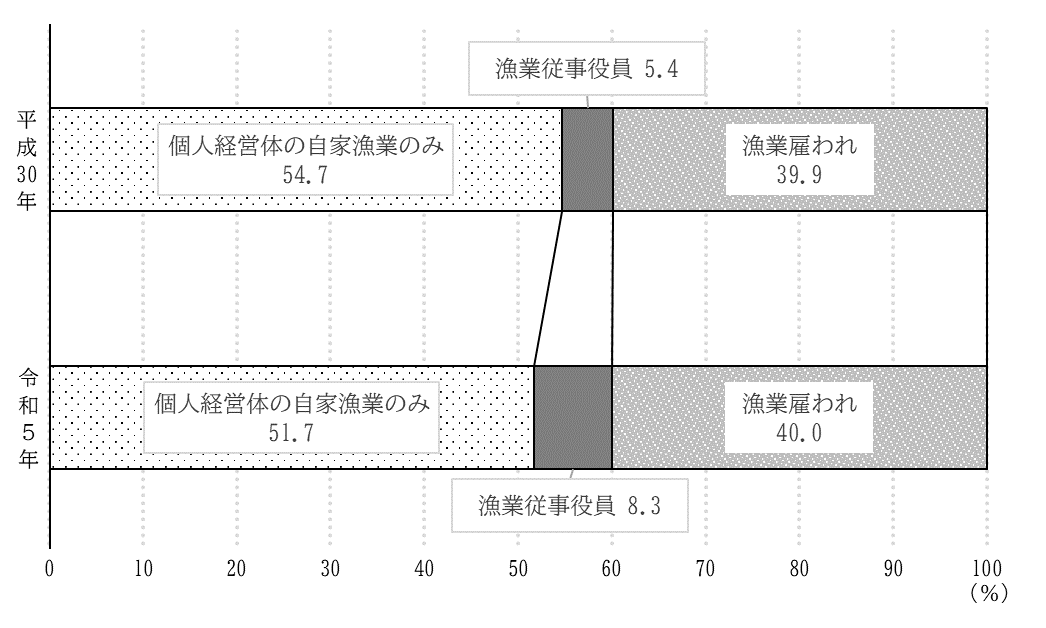 漁業従事役員 5.4
平成30年
個人経営体の自家漁業のみ
54.7
漁業雇われ
39.9
令和5年
個人経営体の自家漁業のみ
51.7
漁業雇われ
40.0
漁業従事役員 8.3
0 10 20 30 40 50 60 70 80 90 100
(%)